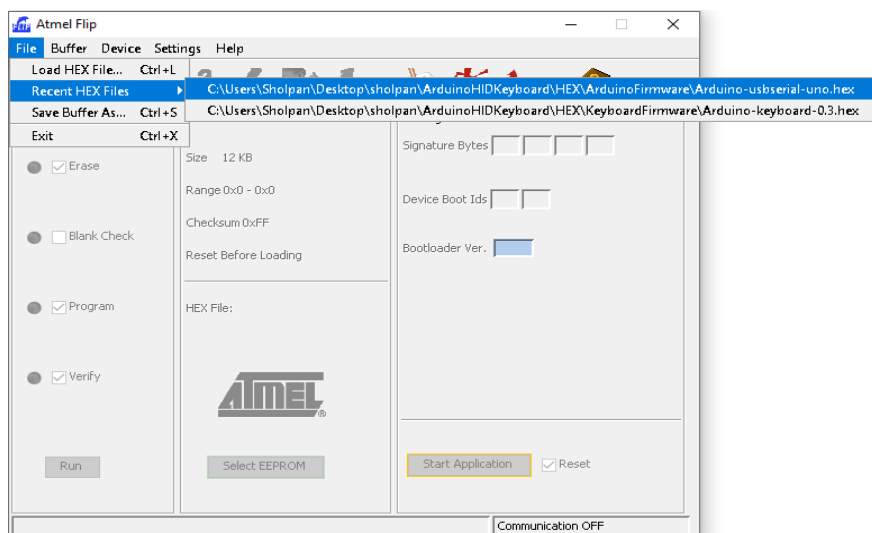 Atmel Flip
File Buffer Device Settings Help
Load HEX File... Ctrl+L
Recent HEX Files
C:\Users\Sholpan\Desktop\sholpan\ArduinoHIDKeyboard\HEX\ArduinoFirmware\Arduino-usbserial-uno.hex
Save Buffer As... Ctrl+S
C:\Users\Sholpan\Desktop\sholpan\ArduinoHIDKeyboard\HEX\KeyboardFirmware\Arduino-keyboard-0.3.hex
Exit Ctrl+X
Erase
Blank Check
Program
Verify
Run
Size 12 KB
Range 0x0 - 0x0
Checksum 0xFF
Reset Before Loading
HEX File:
ATMEL
®
Select EEPROM
Signature Bytes
Device Boot Ids
Bootloader Ver.
Start Application
Reset
Communication OFF